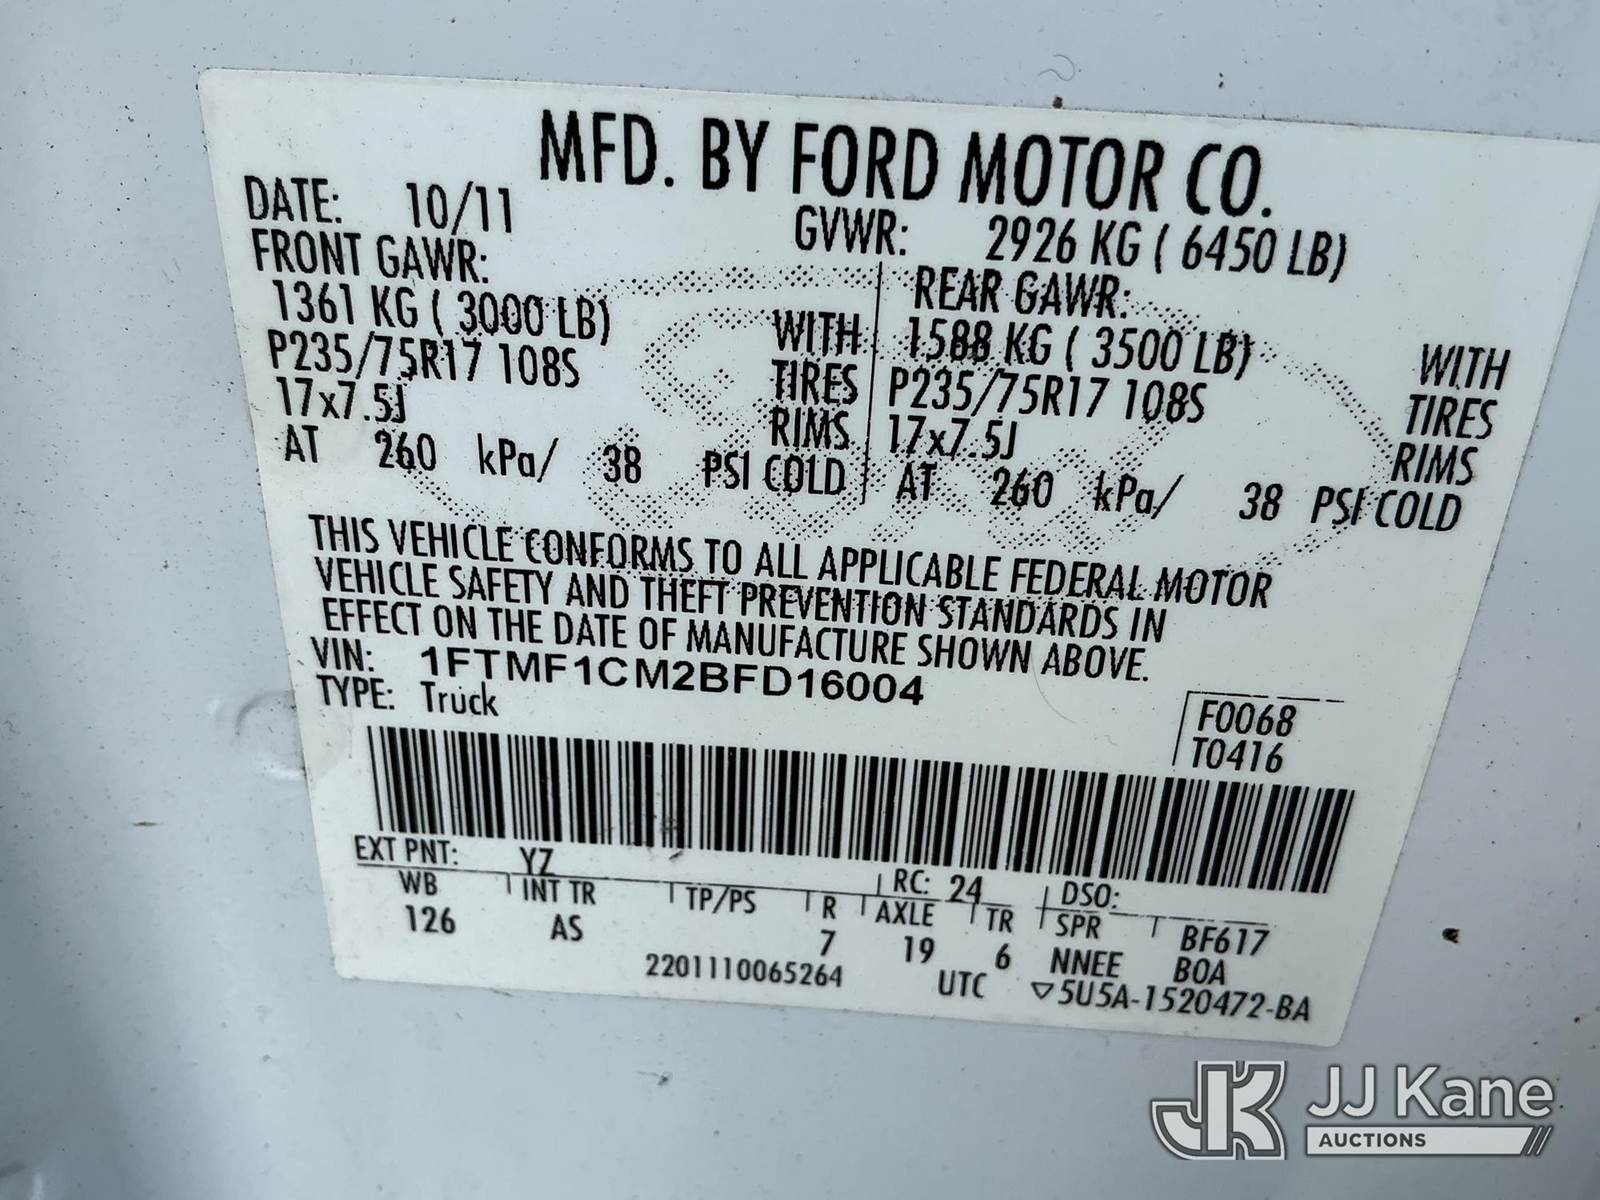 MFD. BY FORD MOTOR CO.
DATE: 10/11 GVWR: 2926 KG ( 6450 LB)
FRONT GAWR: REAR GAWR:
1361 KG ( 3000 LB) WITH 1588 KG ( 3500 LB) WITH
P235/75R17 108S TIRES P235/75R17 108S TIRES
17x7.5J RIMS 17x7.5J RIMS
AT 260 kPa/ 38 PSI COLD AT 260 kPa/ 38 PSI COLD
THIS VEHICLE CONFORMS TO ALL APPLICABLE FEDERAL MOTOR
VEHICLE SAFETY AND THEFT PREVENTION STANDARDS IN
EFFECT ON THE DATE OF MANUFACTURE SHOWN ABOVE.
VIN: 1FTMF1CM2BFD16004
TYPE: Truck
F0068
T0416
EXT PNT: YZ RC: 24 DSO:
WB INT TR TP/PS R AXLE TR SPR BF617
126 AS 7 19 6 NNEE BOA
2201110065264 UTC ▽5U5A-1520472-BA
JK JJ Kane
AUCTIONS